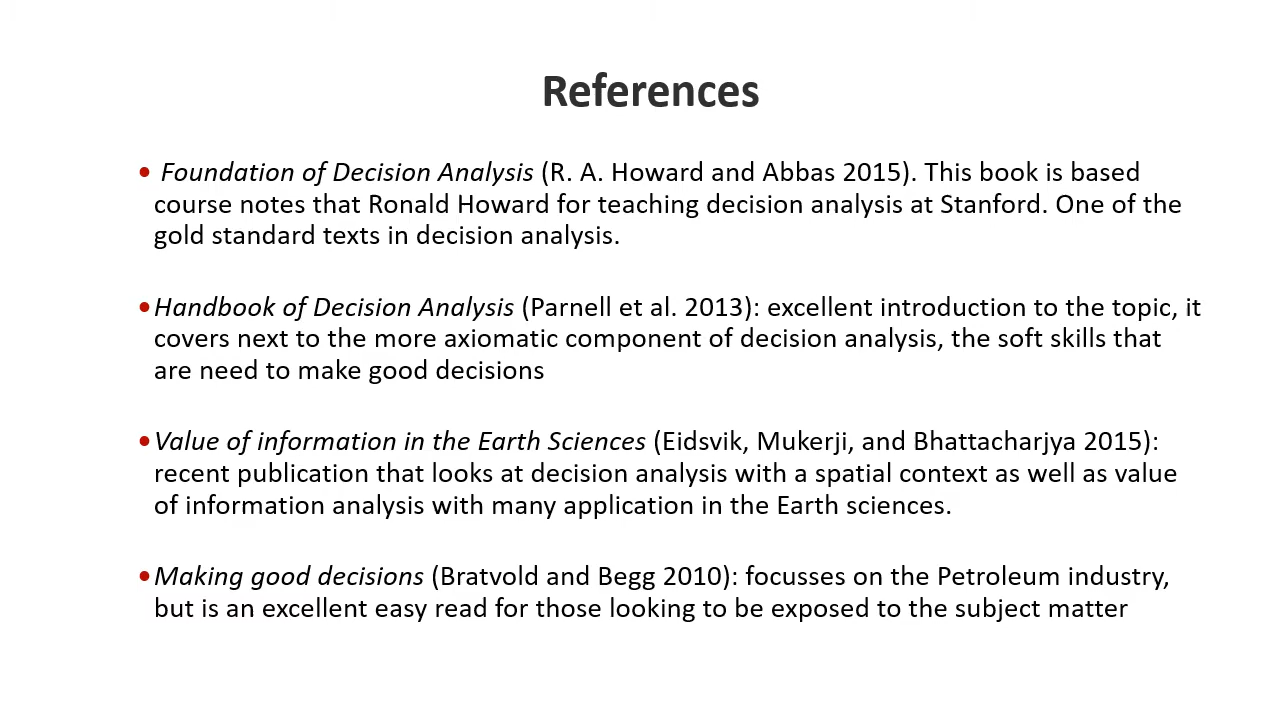 References
• Foundation of Decision Analysis (R. A. Howard and Abbas 2015). This book is based
course notes that Ronald Howard for teaching decision analysis at Stanford. One of the
gold standard texts in decision analysis.
•Handbook of Decision Analysis (Parnell et al. 2013): excellent introduction to the topic, it
covers next to the more axiomatic component of decision analysis, the soft skills that
are need to make good decisions
•Value of information in the Earth Sciences (Eidsvik, Mukerji, and Bhattacharjya 2015):
recent publication that looks at decision analysis with a spatial context as well as value
of information analysis with many application in the Earth sciences.
•Making good decisions (Bratvold and Begg 2010): focusses on the Petroleum industry,
but is an excellent easy read for those looking to be exposed to the subject matter